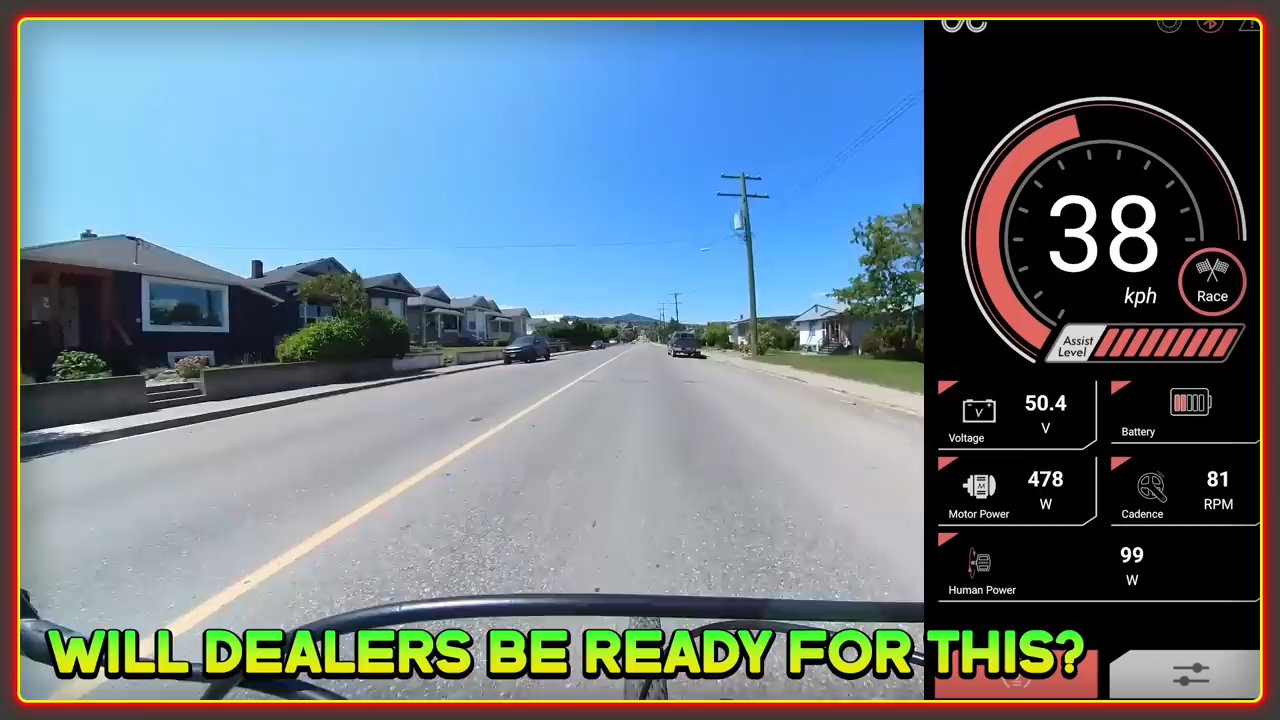 38
kph
Race
Assist
Level
50.4
V
Voltage
Battery
478
W
Motor Power
81
RPM
Cadence
99
W
Human Power
WILL DEALERS BE READY FOR THIS?